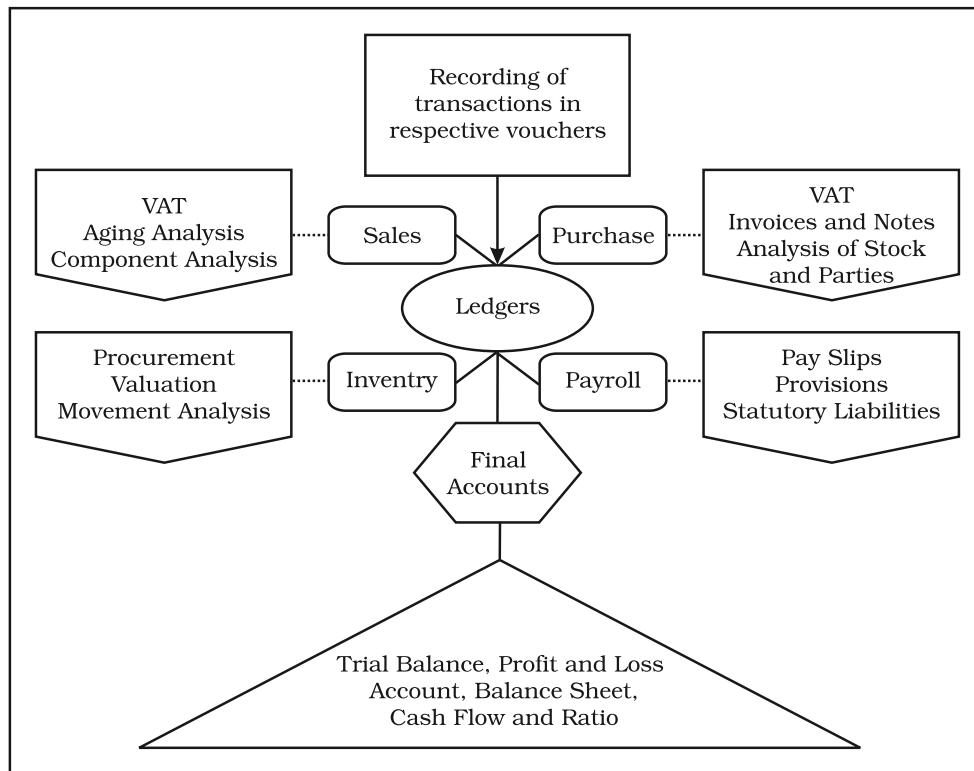 Recording of
transactions in
respective vouchers
VAT
Aging Analysis
Component Analysis
Sales
Purchase
VAT
Invoices and Notes
Analysis of Stock
and Parties
Ledgers
Procurement
Valuation
Movement Analysis
Inventry
Payroll
Pay Slips
Provisions
Statutory Liabilities
Final
Accounts
Trial Balance, Profit and Loss
Account, Balance Sheet,
Cash Flow and Ratio